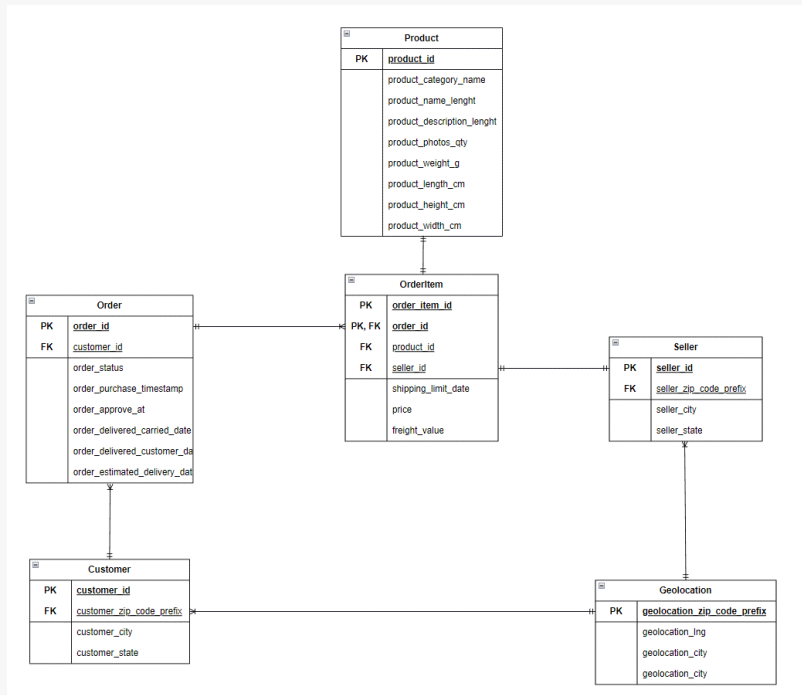 Product
PK product_id
product_category_name
product_name_lenght
product_description_lenght
product_photos_qty
product_weight_g
product_length_cm
product_height_cm
product_width_cm
Order
PK order_id
FK customer_id
order_status
order_purchase_timestamp
order_approve_at
order_delivered_carried_date
order_delivered_customer_da
order_estimated_delivery_dat
OrderItem
PK order_item_id
PK, FK order_id
FK product_id
FK seller_id
shipping_limit_date
price
freight_value
Seller
PK seller_id
FK seller_zip_code_prefix
seller_city
seller_state
Customer
PK customer_id
FK customer_zip_code_prefix
customer_city
customer_state
Geolocation
PK geolocation_zip_code_prefix
geolocation_lng
geolocation_city
geolocation_city